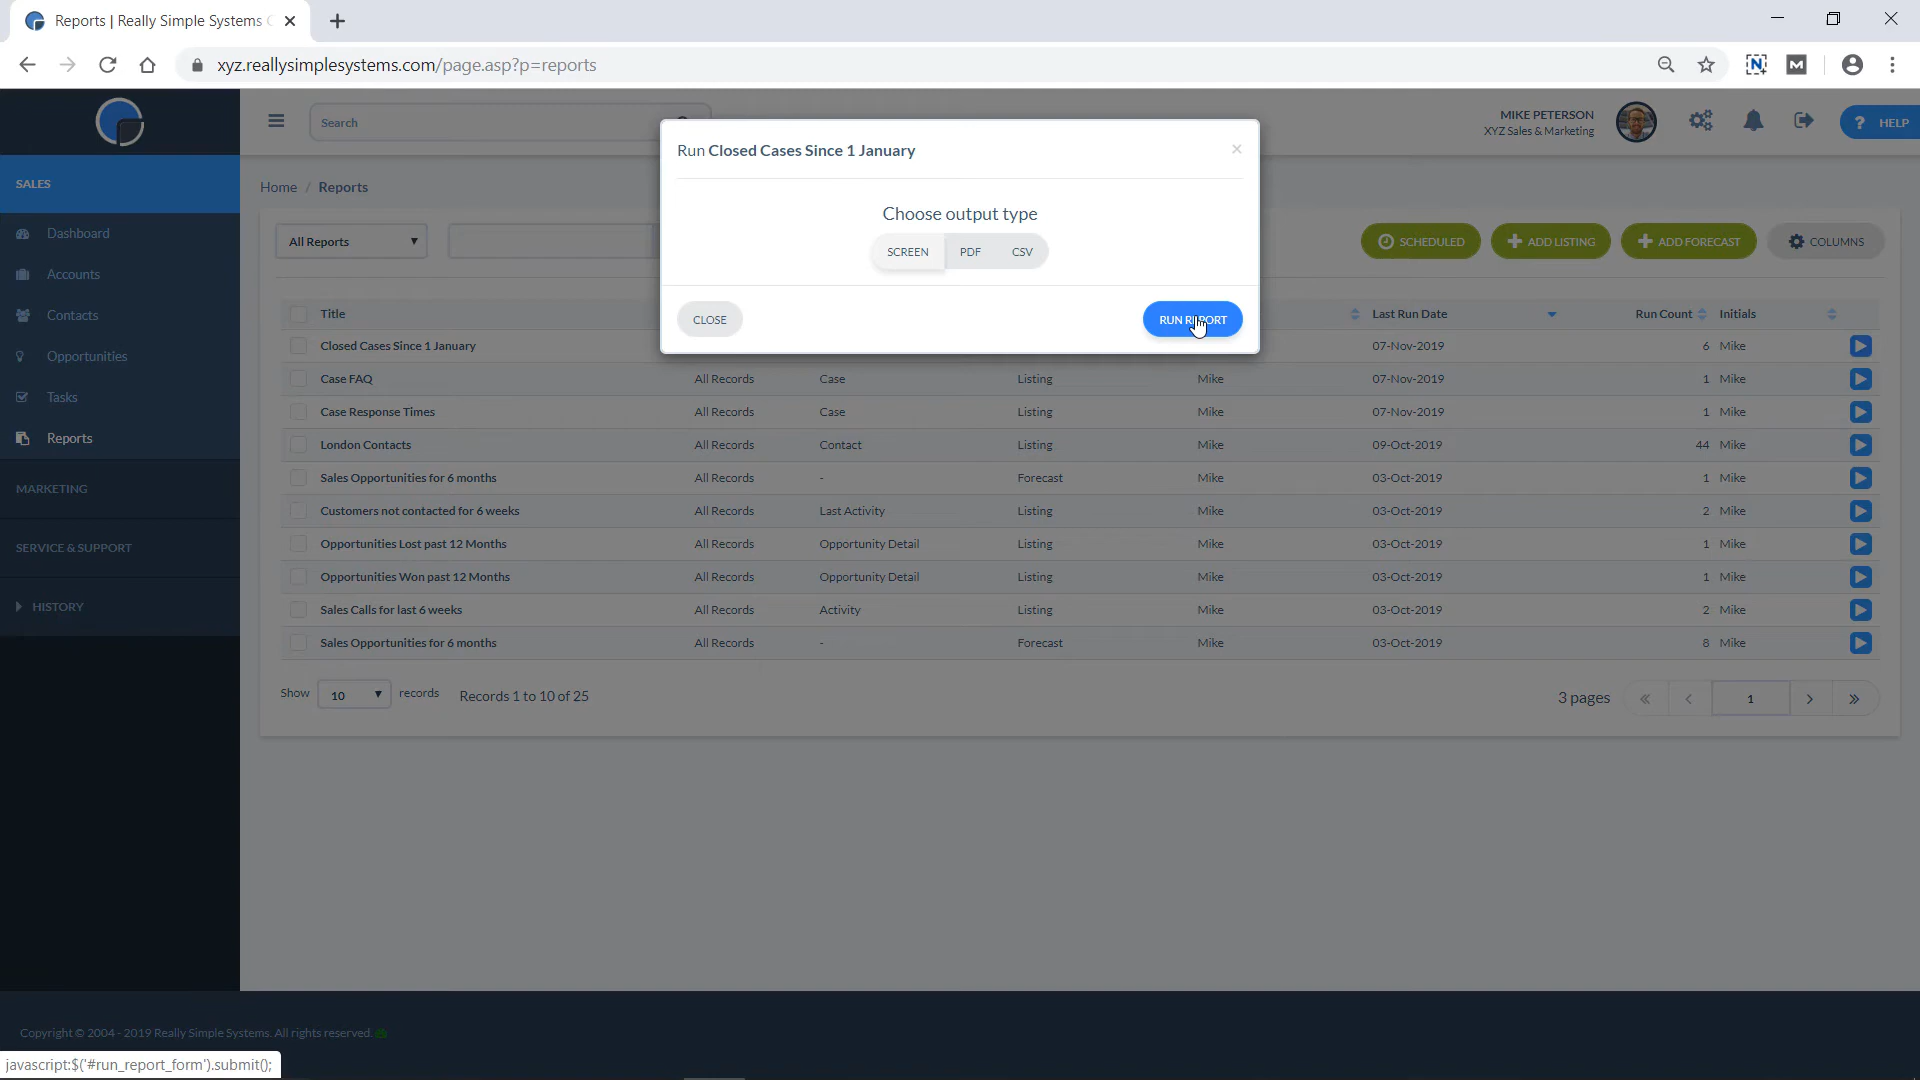 Reports | Really Simple Systems C
xyz.reallysimplesystems.com/page.asp?p=reports
Search
MIKE PETERSON
XYZ Sales & Marketing
? HELP
SALES
Dashboard
Accounts
Contacts
Opportunities
Tasks
Reports
MARKETING
SERVICE & SUPPORT
HISTORY
Home / Reports
All Reports
SCHEDULED
ADD LISTING
ADD FORECAST
COLUMNS
Run Closed Cases Since 1 January
×
Choose output type
SCREEN PDF CSV
CLOSE
RUN REPORT
Title Last Run Date Run Count Initials
Closed Cases Since 1 January 07-Nov-2019 6 Mike
Case FAQ All Records Case Listing Mike 07-Nov-2019 1 Mike
Case Response Times All Records Case Listing Mike 07-Nov-2019 1 Mike
London Contacts All Records Contact Listing Mike 09-Oct-2019 44 Mike
Sales Opportunities for 6 months All Records - Forecast Mike 03-Oct-2019 1 Mike
Customers not contacted for 6 weeks All Records Last Activity Listing Mike 03-Oct-2019 2 Mike
Opportunities Lost past 12 Months All Records Opportunity Detail Listing Mike 03-Oct-2019 1 Mike
Opportunities Won past 12 Months All Records Opportunity Detail Listing Mike 03-Oct-2019 1 Mike
Sales Calls for last 6 weeks All Records Activity Listing Mike 03-Oct-2019 2 Mike
Sales Opportunities for 6 months All Records - Forecast Mike 03-Oct-2019 8 Mike
Show 10 records Records 1 to 10 of 25
3 pages « ‹ 1 › »
Copyright © 2004 - 2019 Really Simple Systems. All rights reserved.
javascript:$('#run_report_form').submit();